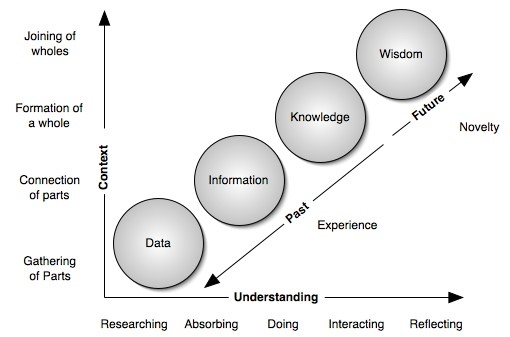 Joining of
wholes
Wisdom
Formation of
a whole
Knowledge
Future
Novelty
Context
Connection
of parts
Information
Past
Experience
Data
Gathering
of Parts
Understanding
Researching
Absorbing
Doing
Interacting
Reflecting